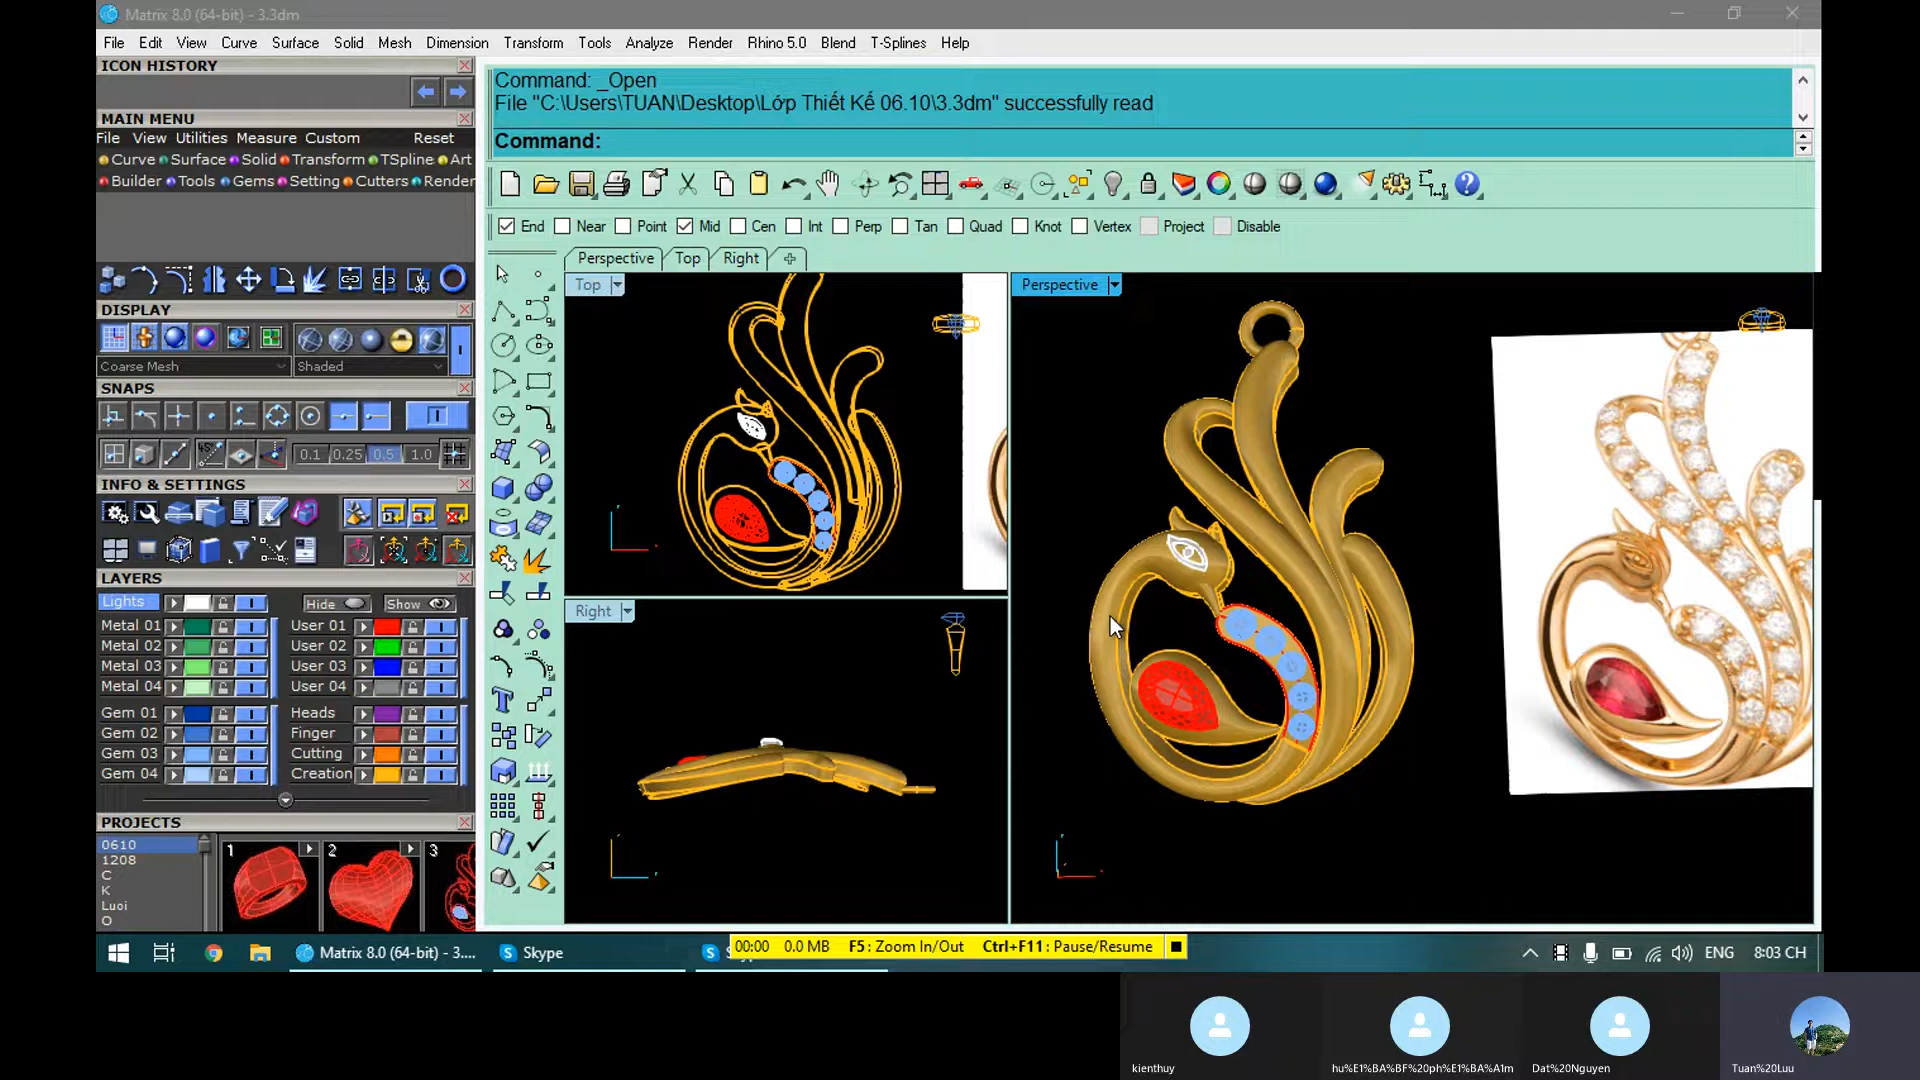 Matrix 8.0 (64-bit) - 3.3dm
File Edit View Curve Surface Solid Mesh Dimension Transform Tools Analyze Render Rhino 5.0 Blend T-Splines Help
ICON HISTORY
MAIN MENU
File View Utilities Measure Custom Reset
Curve Surface Solid Transform TSpline Art
Builder Tools Gems Setting Cutters Render
DISPLAY
Coarse Mesh Shaded
SNAPS
0.1 0.25 0.5 1.0
INFO & SETTINGS
LAYERS
Lights Hide Show
Metal 01 User 01
Metal 02 User 02
Metal 03 User 03
Metal 04 User 04
Gem 01 Heads
Gem 02 Finger
Gem 03 Cutting
Gem 04 Creation
PROJECTS
0610
1208
C
K
Luoi
O
1 2 3
Command: _Open
File "C:\Users\TUAN\Desktop\Lớp Thiết Kế 06.10\3.3dm" successfully read
Command:
End Near Point Mid Cen Int Perp Tan Quad Knot Vertex Project Disable
Perspective Top Right
Top
Perspective
Right
Matrix 8.0 (64-bit) - 3.... Skype
00:00 0.0 MB F5: Zoom In/Out Ctrl+F11: Pause/Resume
ENG 8:03 CH
kienthuy hu%E1%BA%BF%20ph%E1%BA%A1m Dat%20Nguyen Tuan%20Luu